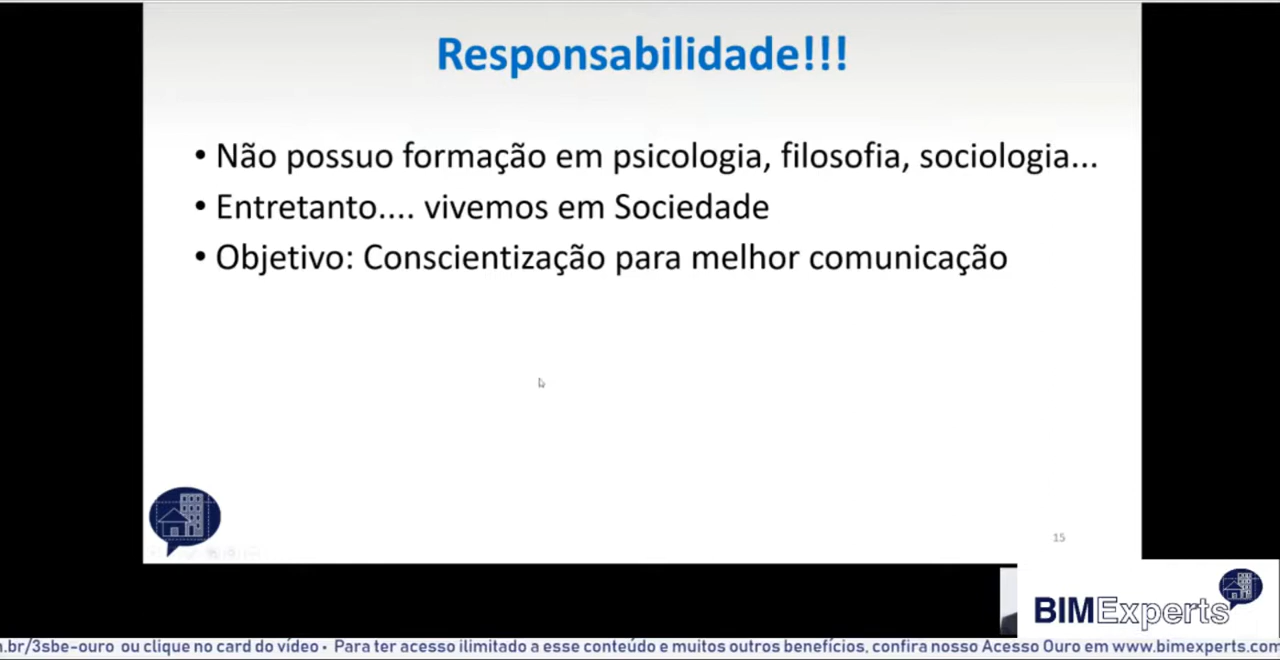 Responsabilidade!!!
• Não possuo formação em psicologia, filosofia, sociologia...
• Entretanto.... vivemos em Sociedade
• Objetivo: Conscientização para melhor comunicação
15
BIMExperts
.br/3sbe-ouro ou clique no card do vídeo • Para ter acesso ilimitado a esse conteúdo e muitos outros benefícios, confira nosso Acesso Ouro em www.bimexperts.com